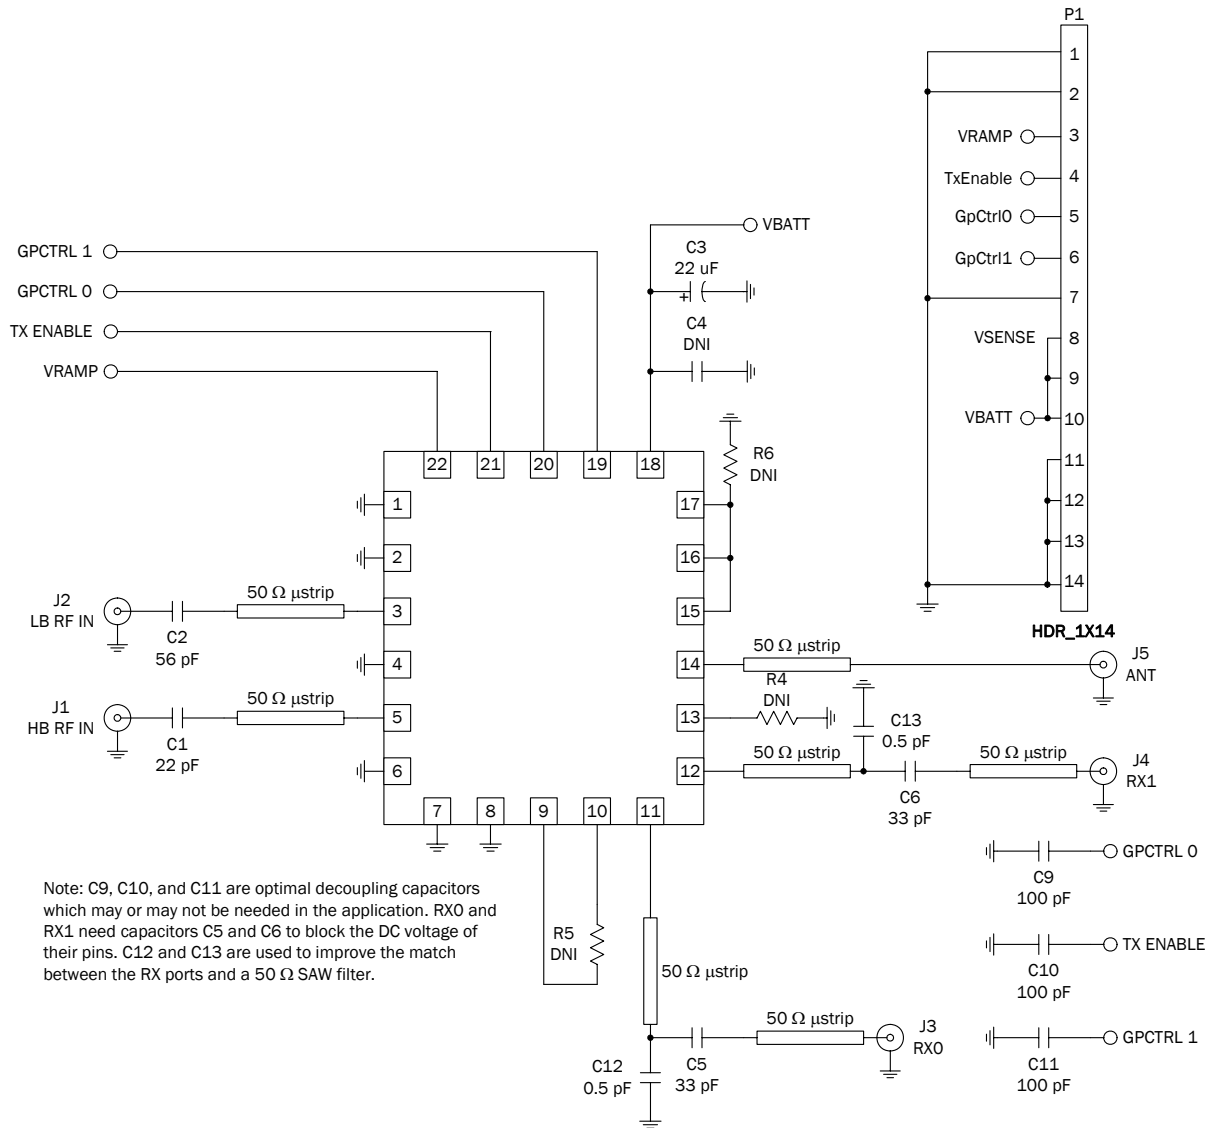 P1
1
2
VRAMP 3
TxEnable 4
GpCtrl0 5
GpCtrl1 6
7
VSENSE 8
9
VBATT 10
11
12
13
14
HDR_1X14
GPCTRL 1
GPCTRL 0
TX ENABLE
VRAMP
VBATT
C3
22 uF
+
C4
DNI
R6
DNI
22 21 20 19 18
1
2
3
4
5
6
17
16
15
14
13
12
7 8 9 10 11
J2
LB RF IN
C2
56 pF
50 Ω μstrip
J1
HB RF IN
C1
22 pF
50 Ω μstrip
50 Ω μstrip
J5
ANT
R4
DNI
C13
0.5 pF
50 Ω μstrip
C6
33 pF
50 Ω μstrip
J4
RX1
R5
DNI
50 Ω μstrip
C12
0.5 pF
C5
33 pF
50 Ω μstrip
J3
RX0
GPCTRL 0
C9
100 pF
TX ENABLE
C10
100 pF
GPCTRL 1
C11
100 pF
Note: C9, C10, and C11 are optimal decoupling capacitors
which may or may not be needed in the application. RX0 and
RX1 need capacitors C5 and C6 to block the DC voltage of
their pins. C12 and C13 are used to improve the match
between the RX ports and a 50 Ω SAW filter.